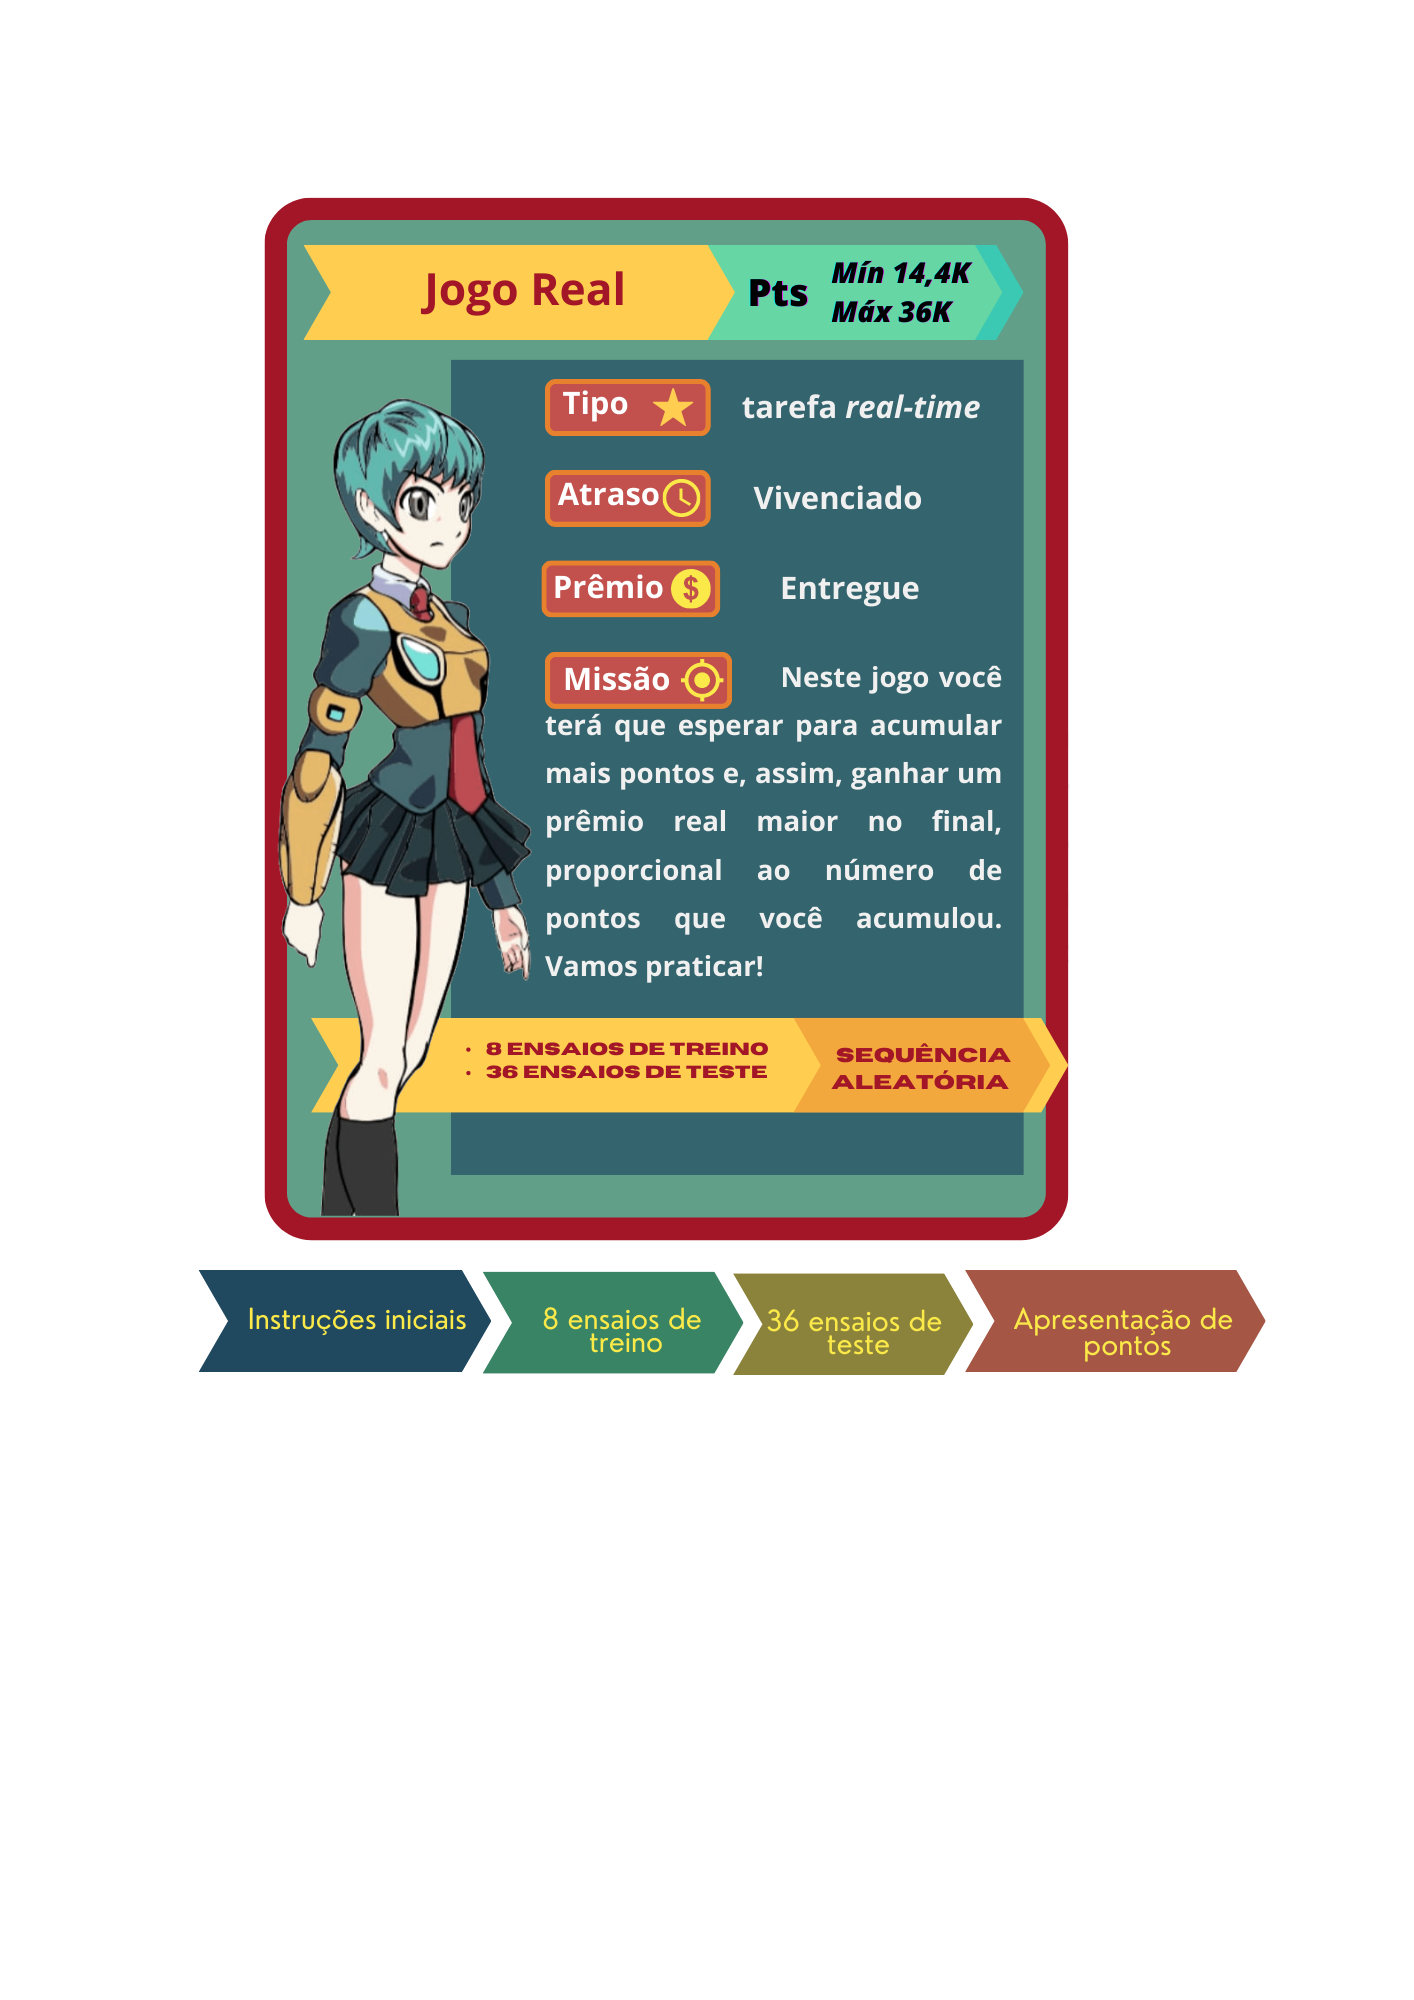 Jogo Real
Pts
Mín 14,4K
Máx 36K
Tipo
tarefa real-time
Atraso
Vivenciado
Prêmio $
Entregue
Missão
Neste jogo você
terá que esperar para acumular
mais pontos e, assim, ganhar um
prêmio real maior no final,
proporcional ao número de
pontos que você acumulou.
Vamos praticar!
• 8 ENSAIOS DE TREINO
• 36 ENSAIOS DE TESTE
SEQUÊNCIA
ALEATÓRIA
Instruções iniciais
8 ensaios de
treino
36 ensaios de
teste
Apresentação de
pontos